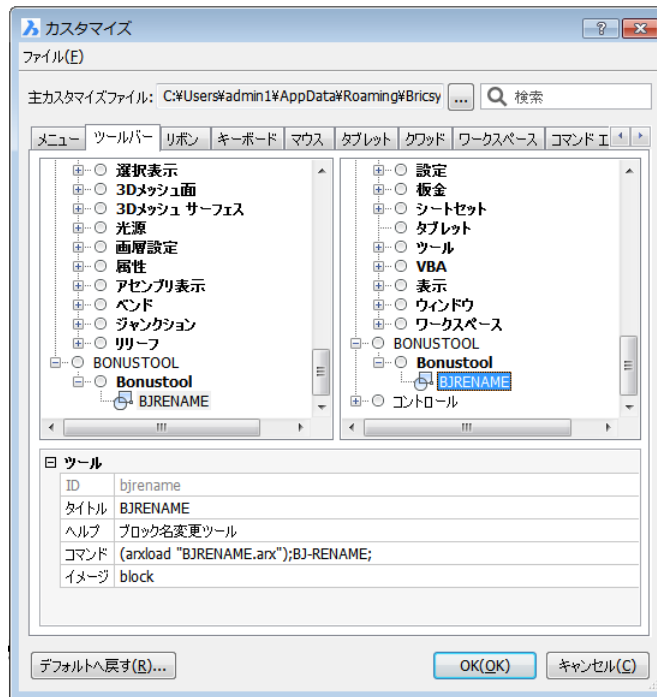 カスタマイズ
ファイル(F)
主カスタマイズファイル: C:¥Users¥admin1¥AppData¥Roaming¥Bricsy ... 検索
メニュー ツールバー リボン キーボード マウス タブレット クワッド ワークスペース コマンド エ
選択表示
3Dメッシュ面
3Dメッシュ サーフェス
光源
画層設定
属性
アセンブリ表示
ベンド
ジャンクション
リリーフ
BONUSTOOL
Bonustool
BJRENAME
設定
板金
シートセット
タブレット
ツール
VBA
表示
ウィンドウ
ワークスペース
BONUSTOOL
Bonustool
BJRENAME
コントロール
ツール
ID bjrename
タイトル BJRENAME
ヘルプ ブロック名変更ツール
コマンド (arxload "BJRENAME.arx");BJ-RENAME;
イメージ block
デフォルトへ戻す(R)... OK(OK) キャンセル(C)